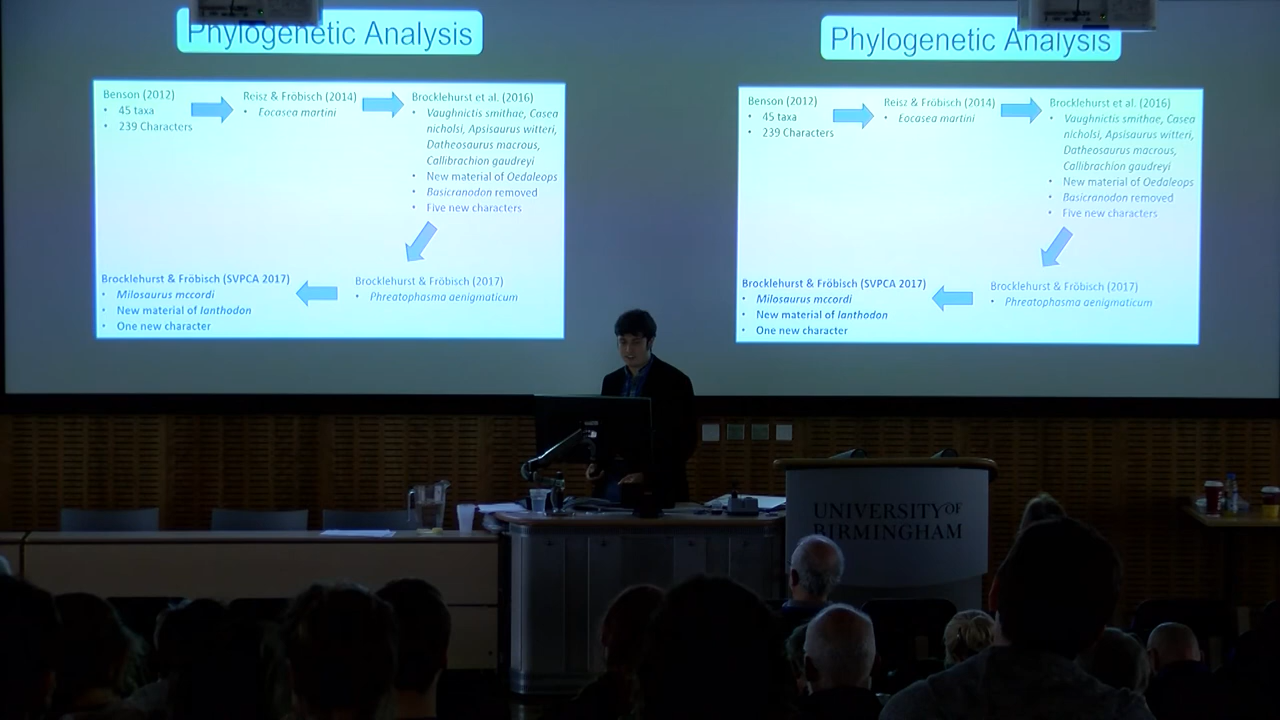 Phylogenetic Analysis
Benson (2012)
• 45 taxa
• 239 Characters
Reisz & Fröbisch (2014)
• Eocasea martini
Brocklehurst et al. (2016)
• Vaughnictis smithae, Casea
nicholsi, Apsisaurus witteri,
Datheosaurus macrous,
Callibrachion gaudreyi
• New material of Oedaleops
• Basicranodon removed
• Five new characters
Brocklehurst & Fröbisch (2017)
• Phreatophasma aenigmaticum
Brocklehurst & Fröbisch (SVPCA 2017)
• Milosaurus mccordi
• New material of Ianthodon
• One new character
Phylogenetic Analysis
Benson (2012)
• 45 taxa
• 239 Characters
Reisz & Fröbisch (2014)
• Eocasea martini
Brocklehurst et al. (2016)
• Vaughnictis smithae, Casea
nicholsi, Apsisaurus witteri,
Datheosaurus macrous,
Callibrachion gaudreyi
• New material of Oedaleops
• Basicranodon removed
• Five new characters
Brocklehurst & Fröbisch (2017)
• Phreatophasma aenigmaticum
Brocklehurst & Fröbisch (SVPCA 2017)
• Milosaurus mccordi
• New material of Ianthodon
• One new character
UNIVERSITY OF
BIRMINGHAM